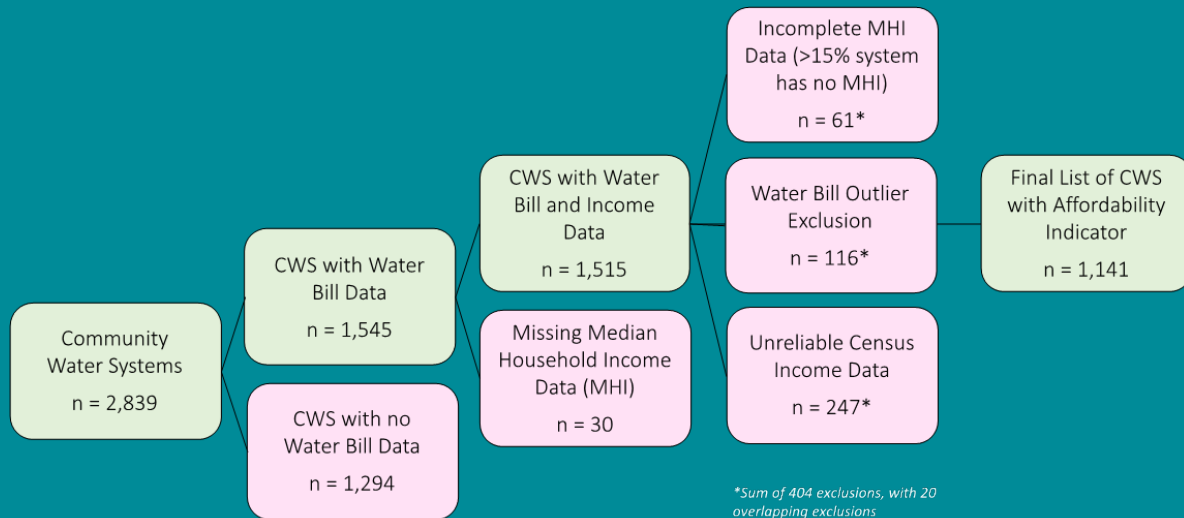 Community
Water Systems
n = 2,839
CWS with Water
Bill Data
n = 1,545
CWS with no
Water Bill Data
n = 1,294
CWS with Water
Bill and Income
Data
n = 1,515
Missing Median
Household Income
Data (MHI)
n = 30
Incomplete MHI
Data (>15% system
has no MHI)
n = 61*
Water Bill Outlier
Exclusion
n = 116*
Unreliable Census
Income Data
n = 247*
*Sum of 404 exclusions, with 20
overlapping exclusions
Final List of CWS
with Affordability
Indicator
n = 1,141